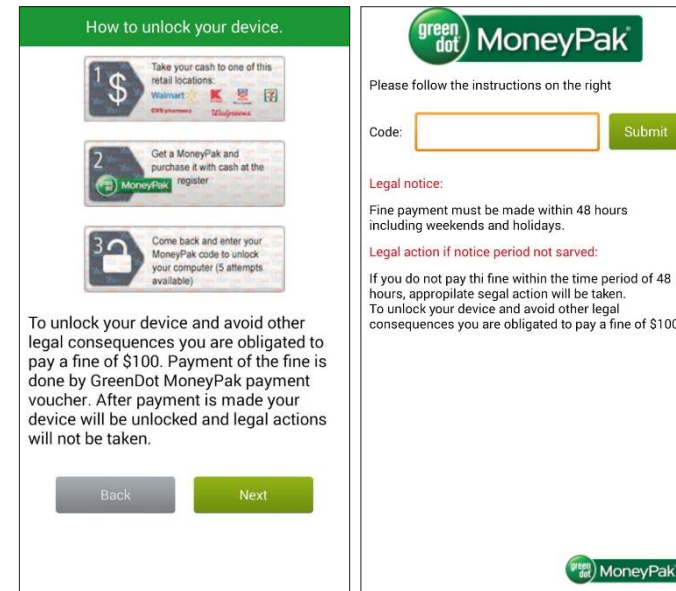 How to unlock your device.
1 $
Take your cash to one of this
retail locations:
Walmart K 7
CVS pharmacy Walgreens
2
Get a MoneyPak and
purchase it with cash at the
register
MoneyPak
3
Come back and enter your
MoneyPak code to unlock
your computer (5 attempts
available)
To unlock your device and avoid other
legal consequences you are obligated to
pay a fine of $100. Payment of the fine is
done by GreenDot MoneyPak payment
voucher. After payment is made your
device will be unlocked and legal actions
will not be taken.
Back Next
green
dot MoneyPak
Please follow the instructions on the right
Code: Submit
Legal notice:
Fine payment must be made within 48 hours
including weekends and holidays.
Legal action if notice period not sarved:
If you do not pay thi fine within the time period of 48
hours, appropilate segal action will be taken.
To unlock your device and avoid other legal
consequences you are obligated to pay a fine of $100
green
dot MoneyPak